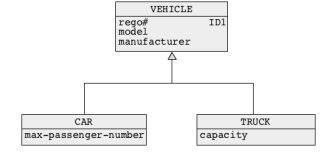 VEHICLE
rego# ID1
model
manufacturer
CAR
max-passenger-number
TRUCK
capacity